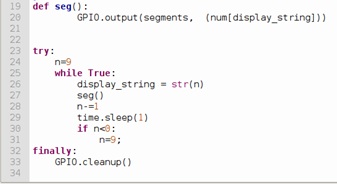 19 def seg():
20 GPIO.output(segments, (num[display_string]))
21
22
23 try:
24 n=9
25 while True:
26 display_string = str(n)
27 seg()
28 n-=1
29 time.sleep(1)
30 if n<0:
31 n=9;
32 finally:
33 GPIO.cleanup()
34